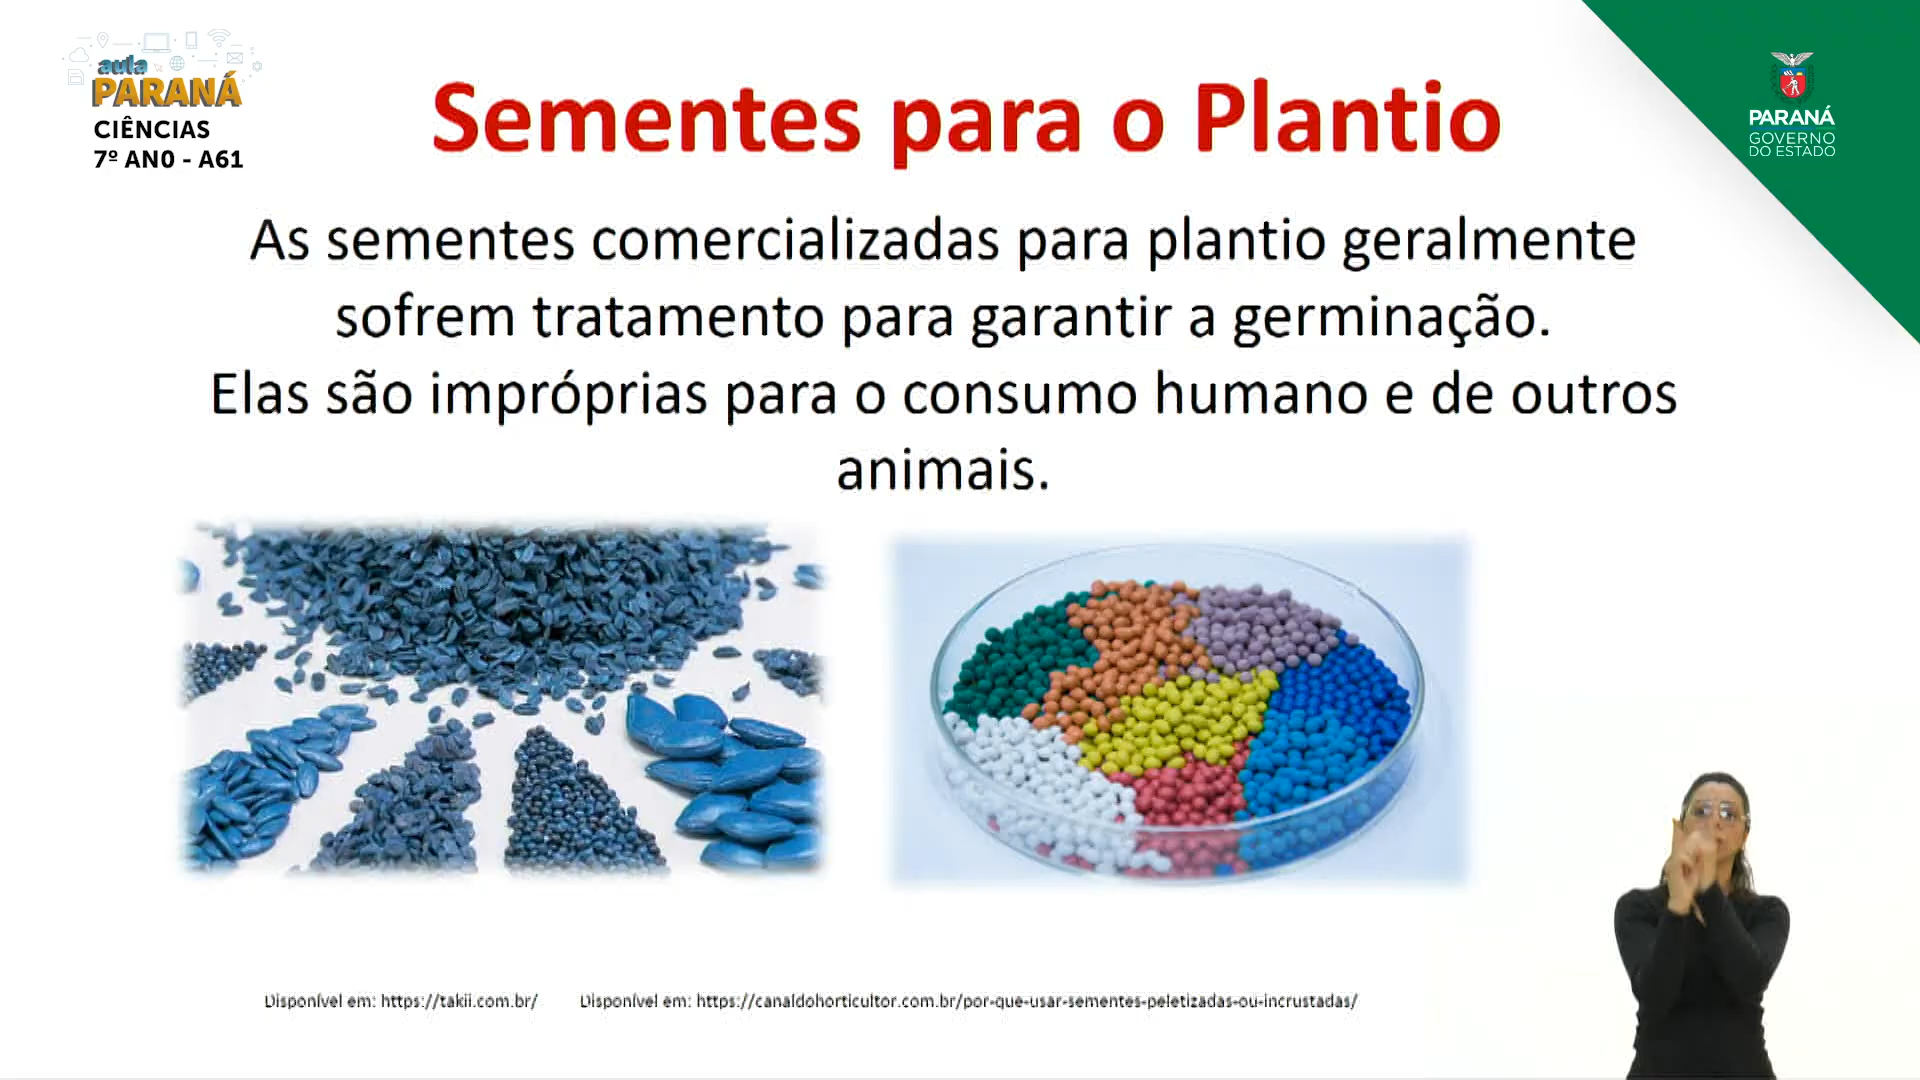 aula
PARANÁ
CIÊNCIAS
7º AN0 - A61
Sementes para o Plantio
PARANÁ
GOVERNO
DO ESTADO
As sementes comercializadas para plantio geralmente
sofrem tratamento para garantir a germinação.
Elas são impróprias para o consumo humano e de outros
animais.
Disponível em: https://takii.com.br/
Disponível em: https://canaldohorticultor.com.br/por-que-usar-sementes-peletizadas-ou-incrustadas/